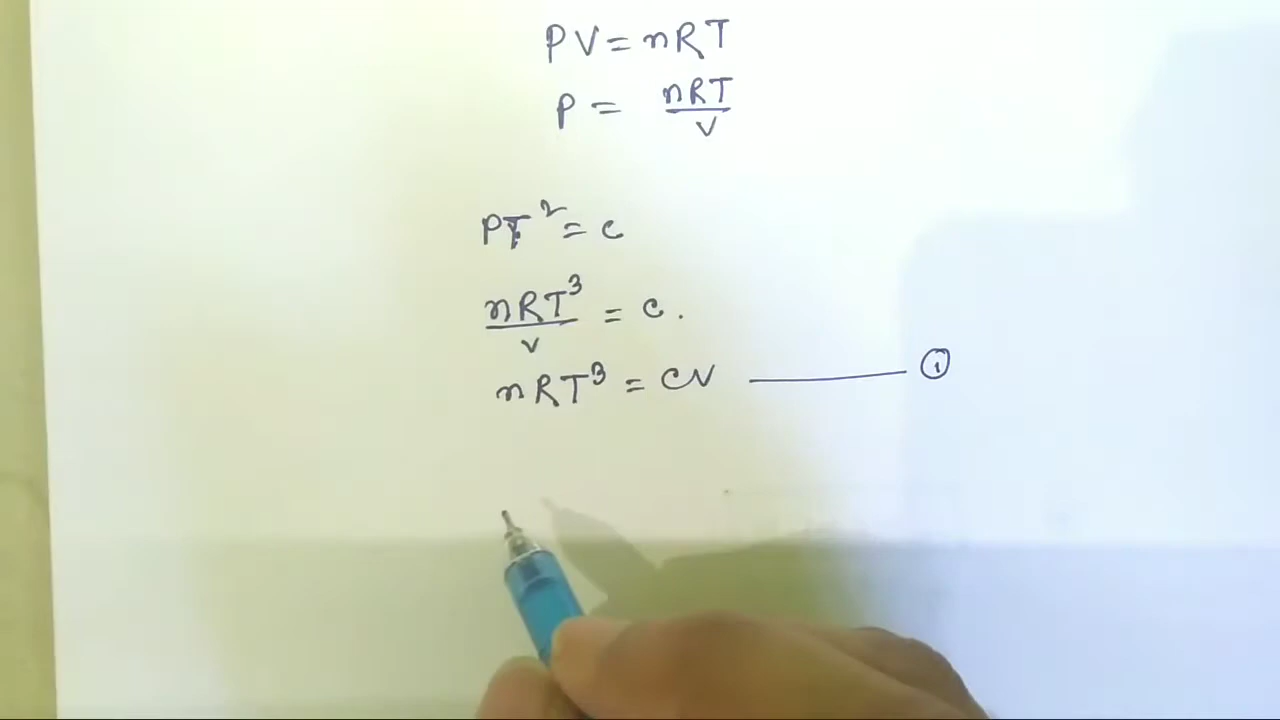 PV = nRT
P = nRT/V
PT² = c
nRT³/V = c.
nRT³ = CV ——— ①